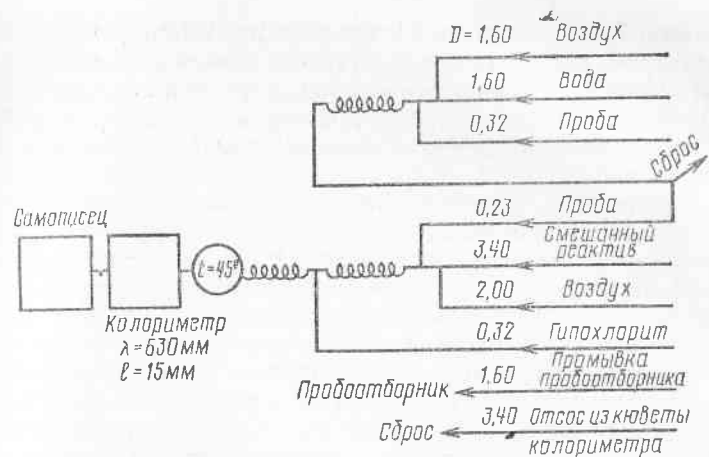 D = 1,60 Воздух
1,60 Вода
0,32 Проба
Сброс
0,23 Проба
Самописец
3,40 Смешанный
реактив
t=45°
2,00 Воздух
Колориметр
λ = 630 мм
ℓ = 15 мм
0,32 Гипохлорит
1,60 Промывка
пробоотборника
Пробоотборник
3,40 Отсос из кюветы
Сброс
колориметра